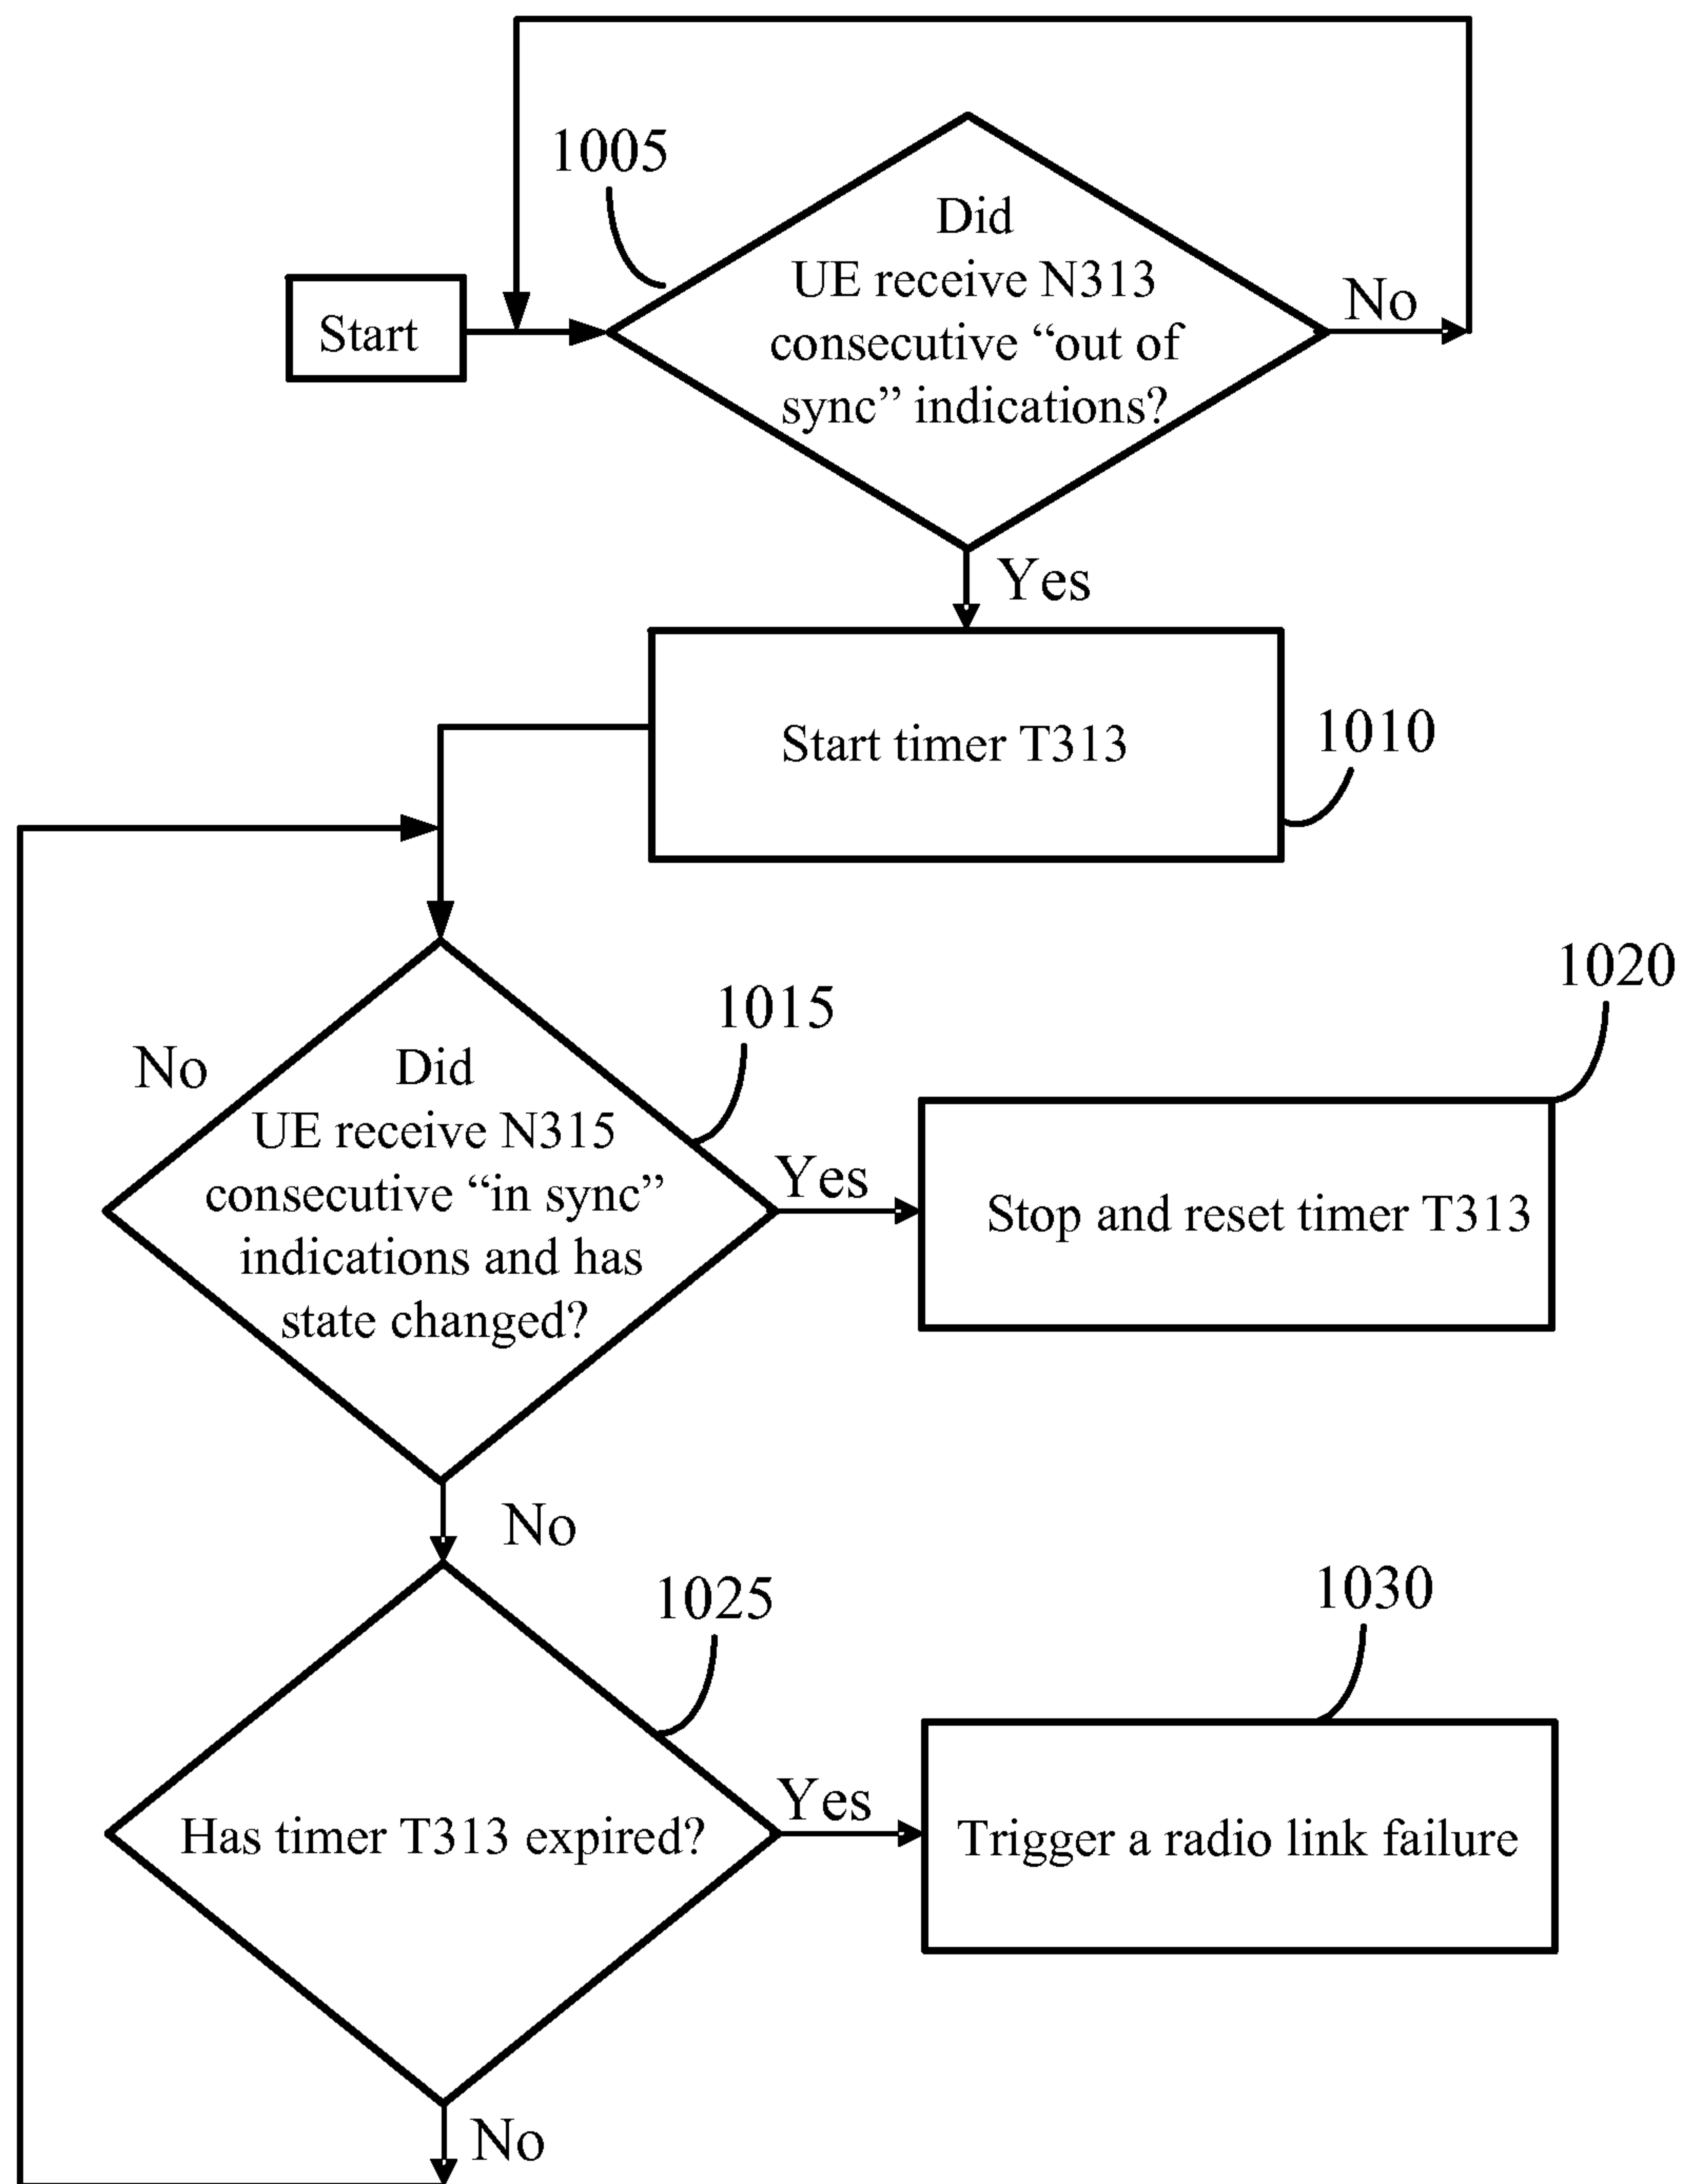 1005
Did
UE receive N313
consecutive “out of
sync” indications?
No
Start
Yes
Start timer T313
1010
1020
1015
No
Did
UE receive N315
consecutive “in sync”
indications and has
state changed?
Yes
Stop and reset timer T313
No
1025
1030
Has timer T313 expired?
Yes
Trigger a radio link failure
No